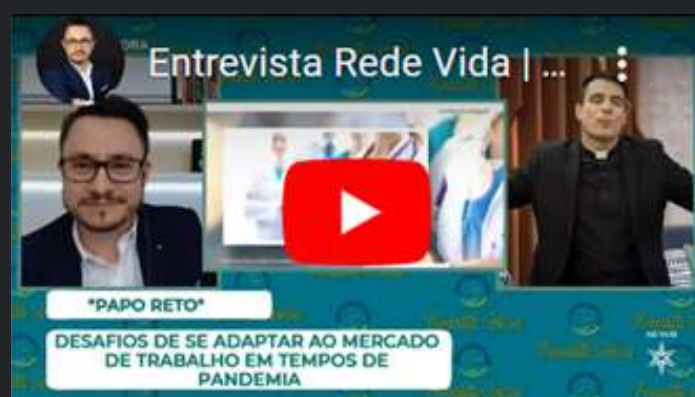 Entrevista Rede Vida | ...
*PAPO RETO*
DESAFIOS DE SE ADAPTAR AO MERCADO
DE TRABALHO EM TEMPOS DE
PANDEMIA